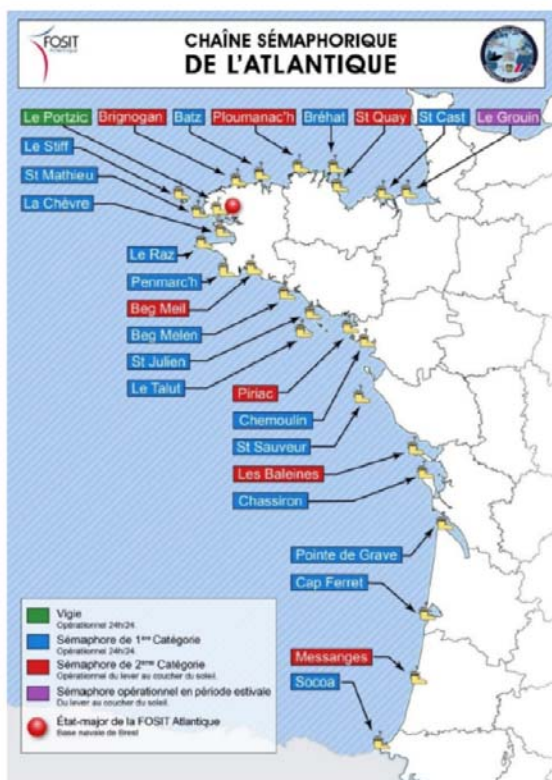 FOSIT
Atlantique
CHAÎNE SÉMAPHORIQUE
DE L'ATLANTIQUE
Le Portzic
Brignogan
Batz
Ploumanac'h
Bréhat
St Quay
St Cast
Le Grouin
Le Stiff
St Mathieu
La Chèvre
Le Raz
Penmarc'h
Beg Meil
Beg Melen
St Julien
Le Talut
Piriac
Chemoulin
St Sauveur
Les Baleines
Chassiron
Pointe de Grave
Cap Ferret
Messanges
Socoa
Vigie
Opérationnel 24h/24.
Sémaphore de 1ère Catégorie
Opérationnel 24h/24.
Sémaphore de 2ème Catégorie
Opérationnel du lever au coucher du soleil.
Sémaphore opérationnel en période estivale
Du lever au coucher du soleil.
État-major de la FOSIT Atlantique
Base navale de Brest